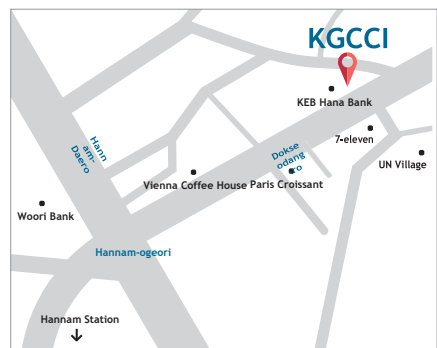 KGCCI
KEB Hana Bank
7-eleven
UN Village
Hann
am-
Daero
Dokse
odang
ro
Vienna Coffee House
Paris Croissant
Woori Bank
Hannam-ogeori
Hannam Station